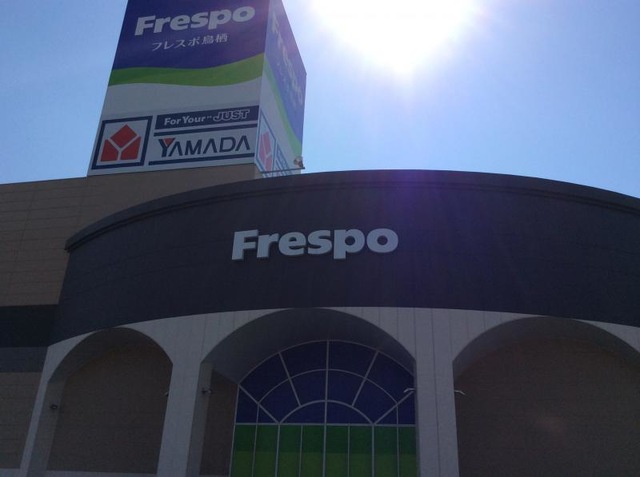 Frespo
フレスポ鳥栖
For Your JUST
YAMADA
Frespo